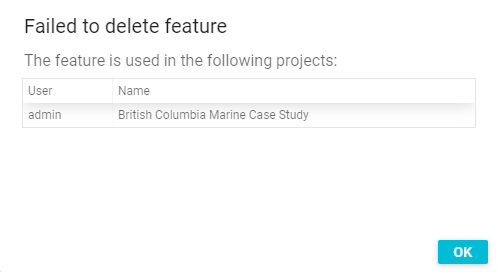 Failed to delete feature
The feature is used in the following projects:
User Name
admin British Columbia Marine Case Study
OK